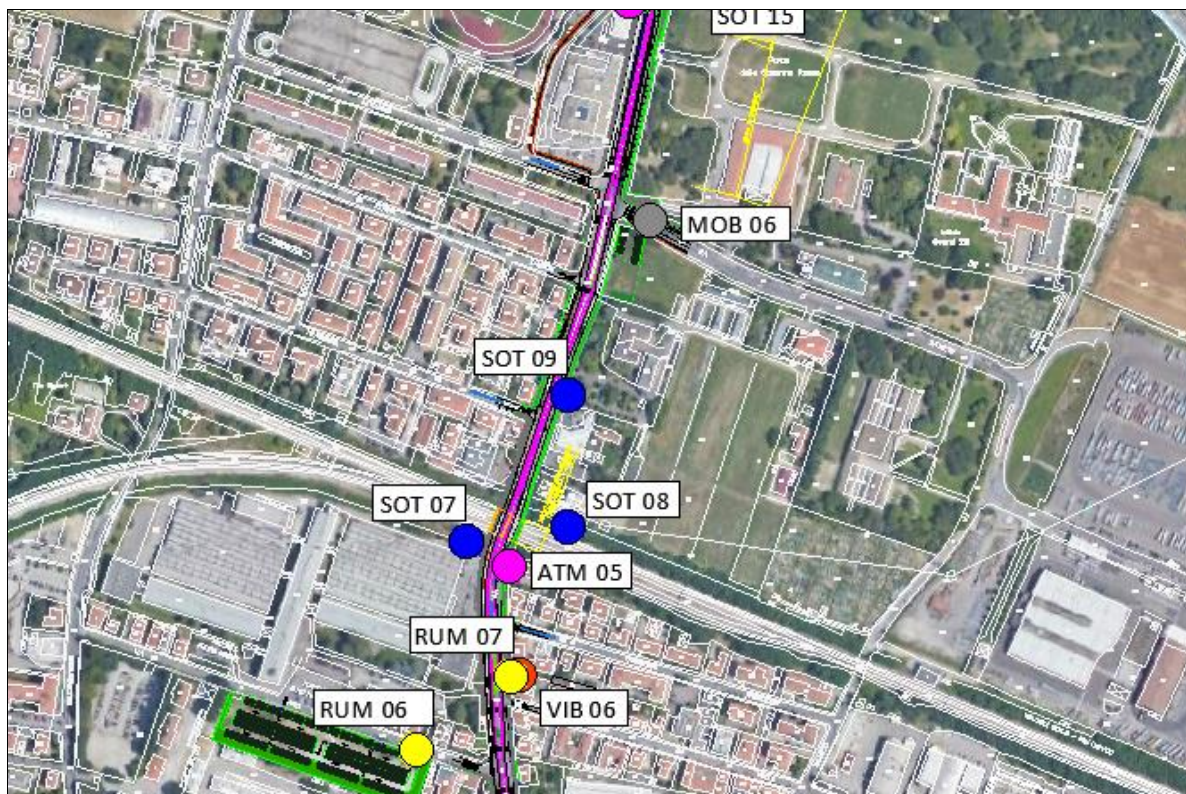 SOT 15
MOB 06
SOT 09
SOT 07
SOT 08
ATM 05
RUM 07
RUM 06
VIB 06